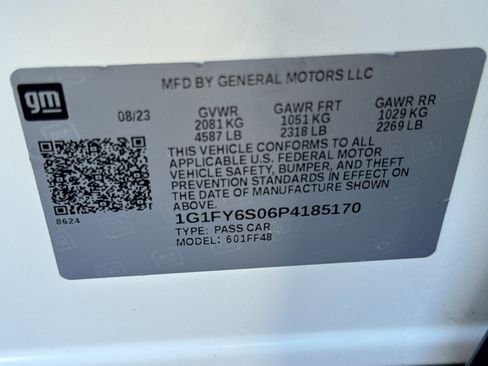 MFD BY GENERAL MOTORS LLC
gm
08/23
GVWR GAWR FRT GAWR RR
2081 KG 1051 KG 1029 KG
4587 LB 2318 LB 2269 LB
THIS VEHICLE CONFORMS TO ALL
APPLICABLE U.S. FEDERAL MOTOR
VEHICLE SAFETY, BUMPER, AND THEFT
PREVENTION STANDARDS IN EFFECT ON
THE DATE OF MANUFACTURE SHOWN
ABOVE.
8624
1G1FY6S06P4185170
TYPE: PASS CAR
MODEL: 601FF48